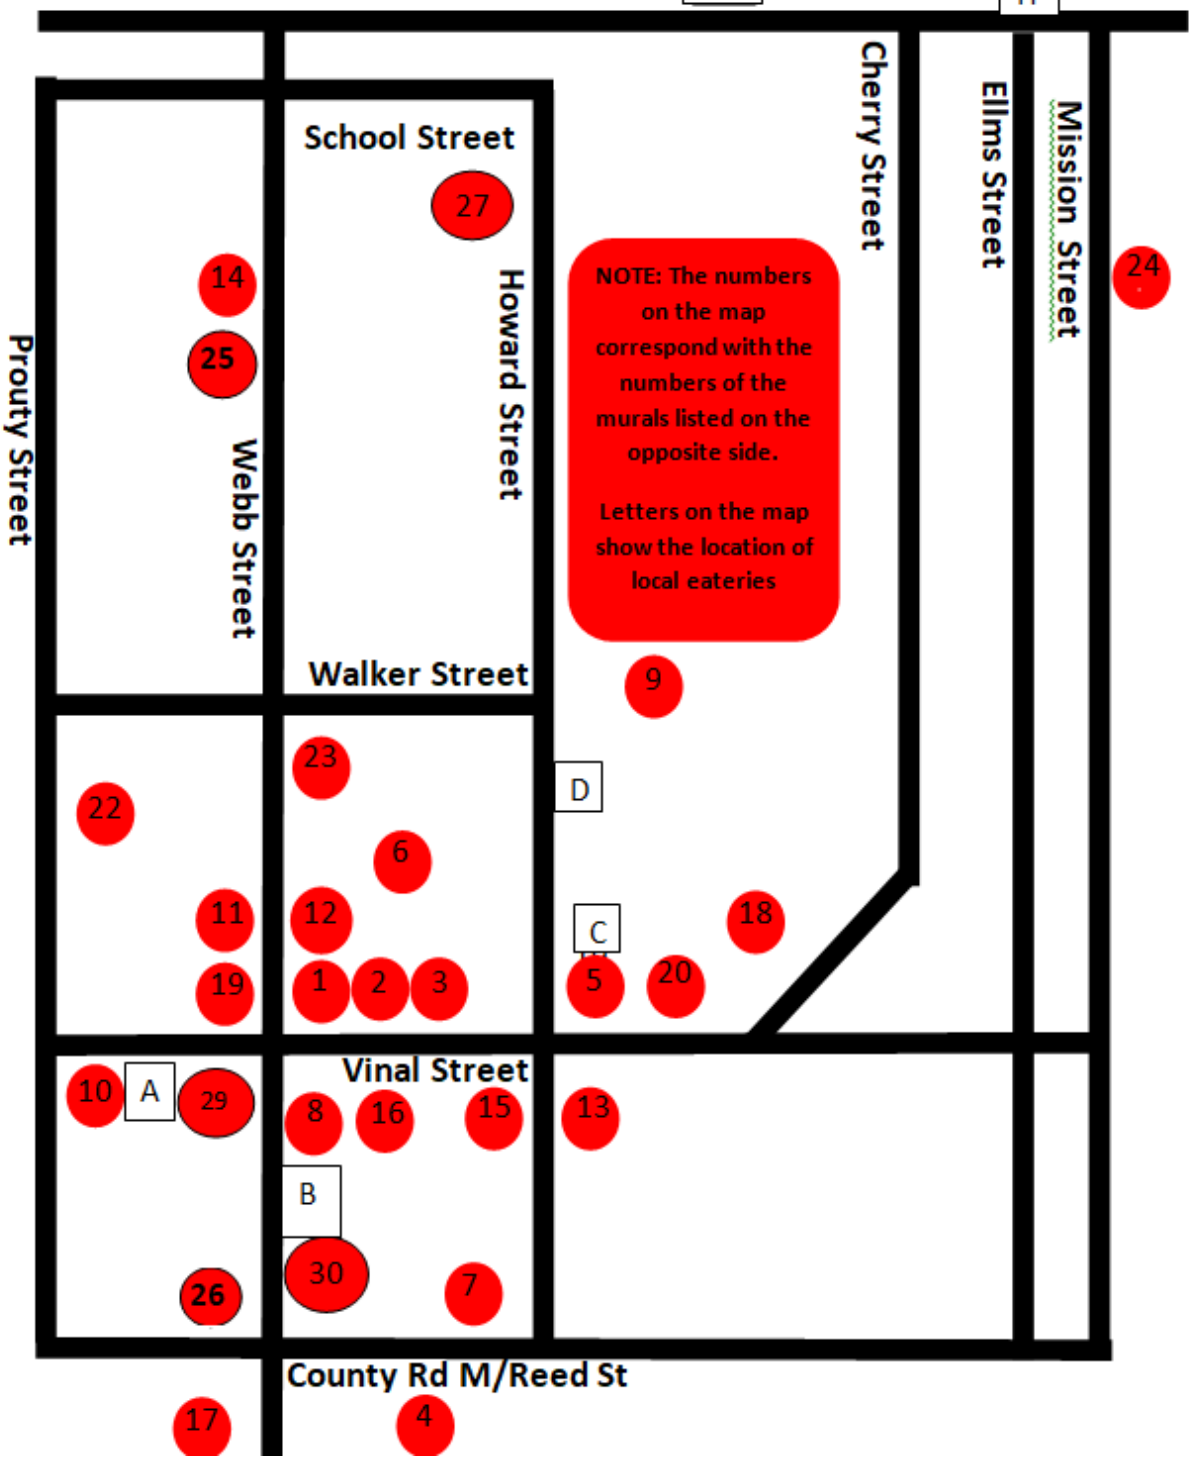 School Street
27
14
25
Prouty Street
Webb Street
Howard Street
Cherry Street
Ellms Street
Mission Street
24
NOTE: The numbers
on the map
correspond with the
numbers of the
murals listed on the
opposite side.
Letters on the map
show the location of
local eateries
Walker Street
9
23
D
22
6
11
12
C
18
19
1
2
3
5
20
Vinal Street
10
A
29
8
16
15
13
B
30
26
7
County Rd M/Reed St
17
4